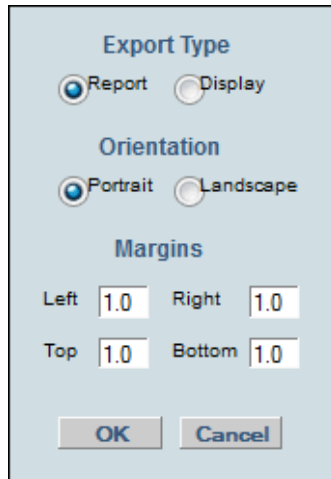 Export Type
Report Display
Orientation
Portrait Landscape
Margins
Left 1.0 Right 1.0
Top 1.0 Bottom 1.0
OK Cancel